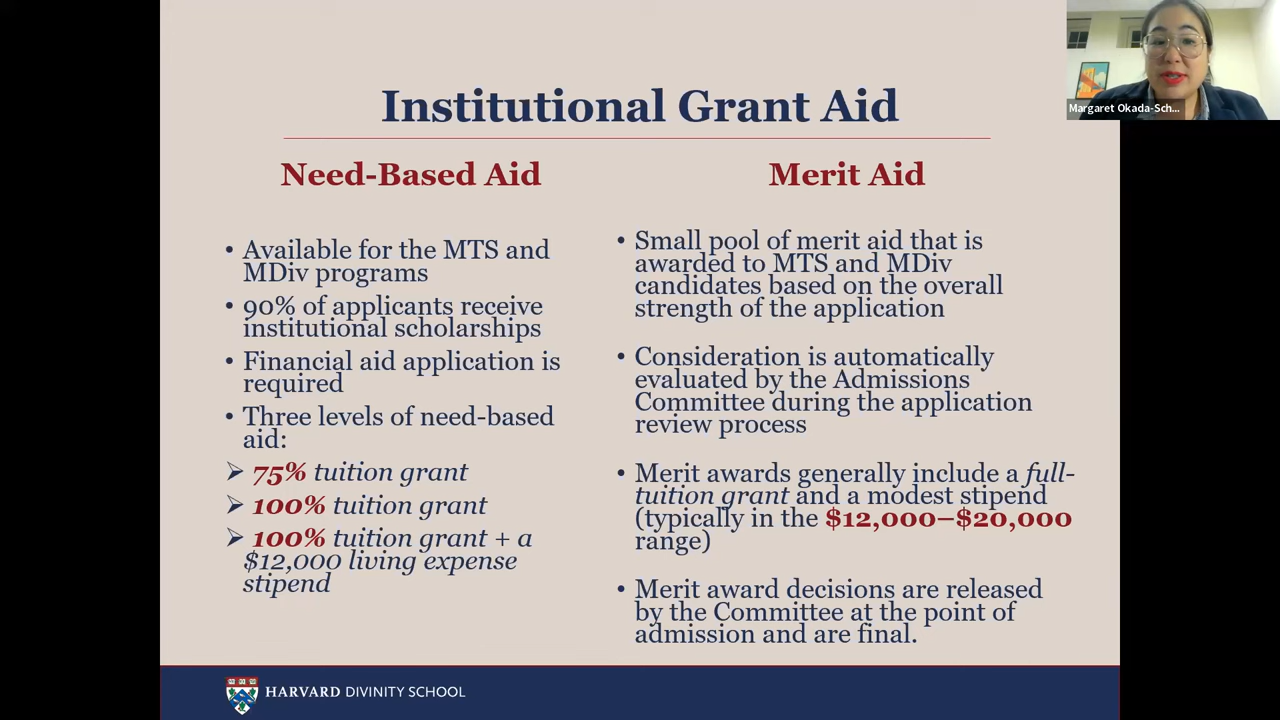 Institutional Grant Aid
Need-Based Aid
• Available for the MTS and
MDiv programs
• 90% of applicants receive
institutional scholarships
• Financial aid application is
required
• Three levels of need-based
aid:
➢ 75% tuition grant
➢ 100% tuition grant
➢ 100% tuition grant + a
$12,000 living expense
stipend
Merit Aid
• Small pool of merit aid that is
awarded to MTS and MDiv
candidates based on the overall
strength of the application
• Consideration is automatically
evaluated by the Admissions
Committee during the application
review process
• Merit awards generally include a full-
tuition grant and a modest stipend
(typically in the $12,000–$20,000
range)
• Merit award decisions are released
by the Committee at the point of
admission and are final.
HARVARD DIVINITY SCHOOL
Margaret Okada-Sch...